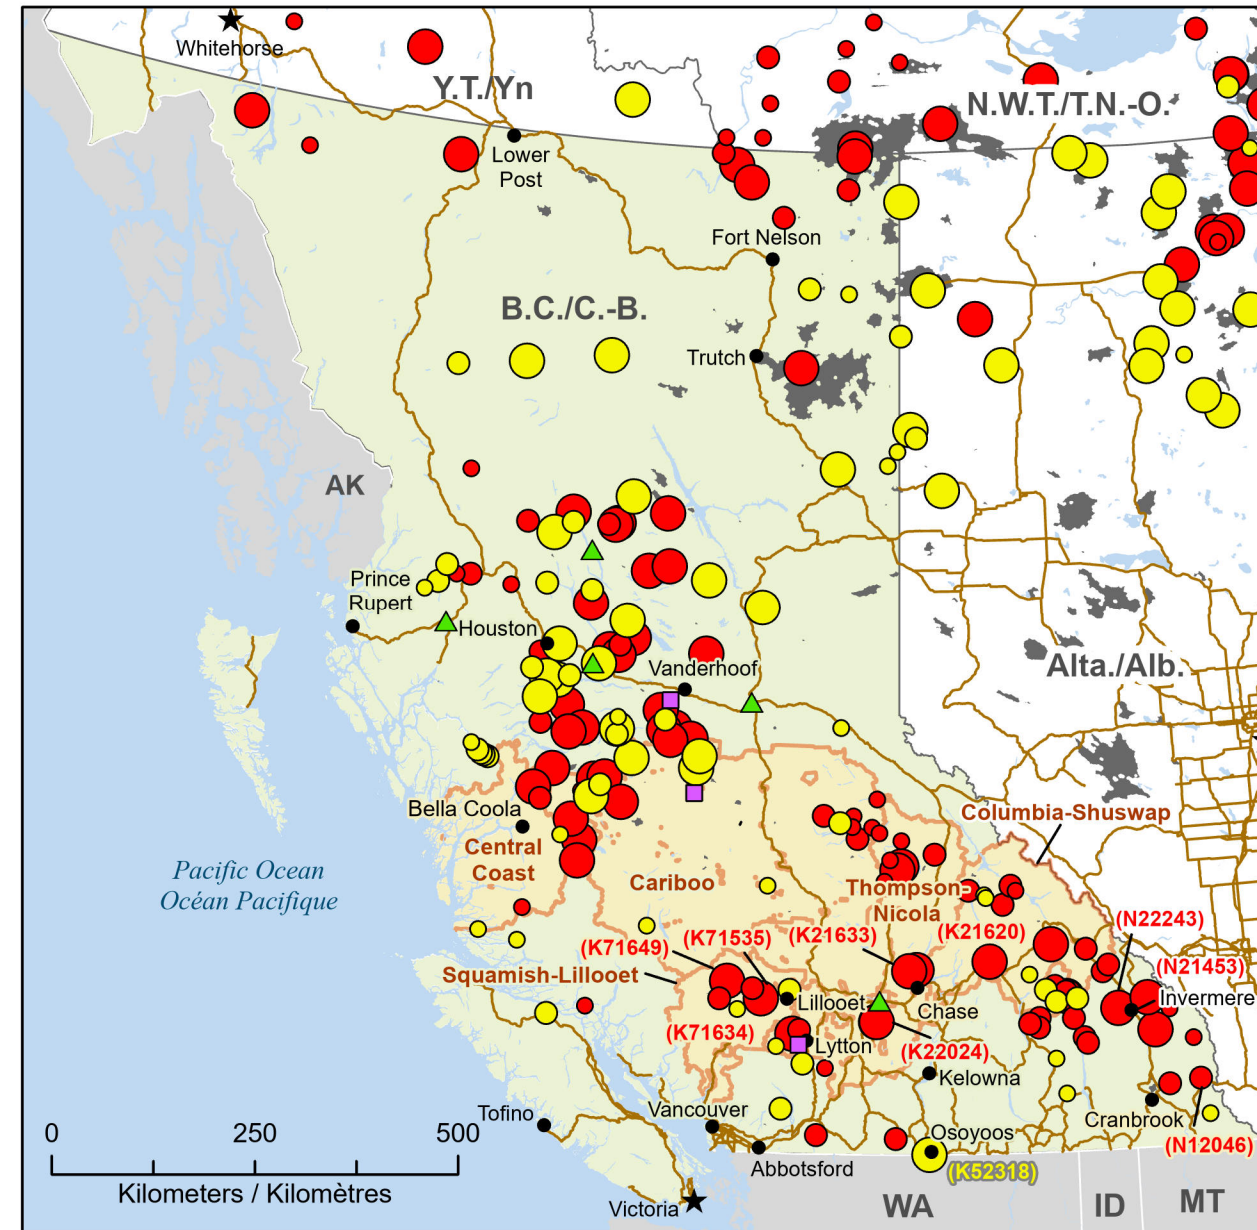 Whitehorse
Y.T./Yn
N.W.T./T.N.-O.
Lower
Post
Fort Nelson
B.C./C.-B.
Trutch
AK
Prince
Rupert
Houston
Vanderhoof
Alta./Alb.
Bella Coola
Columbia-Shuswap
Central
Coast
Cariboo
Thompson-
Nicola
Pacific Ocean
Océan Pacifique
(K71649)
(K71535)
(K21633)
(K21620)
(N22243)
(N21453)
Squamish-Lillooet
Lillooet
Chase
Invermere
(K71634)
Lytton
(K22024)
Kelowna
Tofino
Vancouver
Cranbrook
Osoyoos
(N12046)
Abbotsford
(K52318)
0 250 500
Kilometers / Kilomètres
Victoria
WA
ID
MT